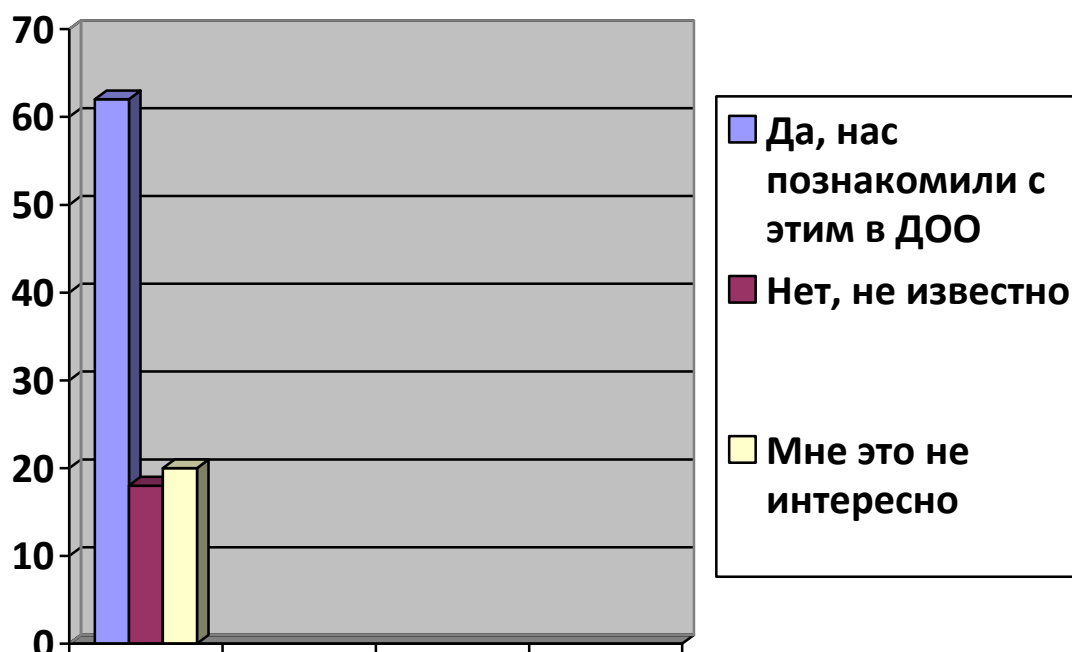 70
60
50
40
30
20
10
0
Да, нас
познакомили с
этим в ДОО
Нет, не известно
Мне это не
интересно